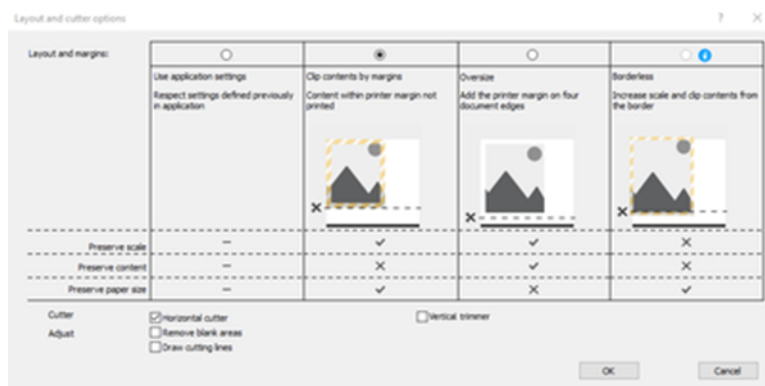 Layout and cutter options
Layout and margins:
Use application settings
Respect settings defined previously
in application
Clip contents by margins
Content within printer margin not
printed
Oversize
Add the printer margin on four
document edges
Borderless
Increase scale and clip contents from
the border
Preserve scale
Preserve content
Preserve paper size
Cutter
Horizontal cutter
Vertical trimmer
Adjust
Remove blank areas
Draw cutting lines
OK
Cancel